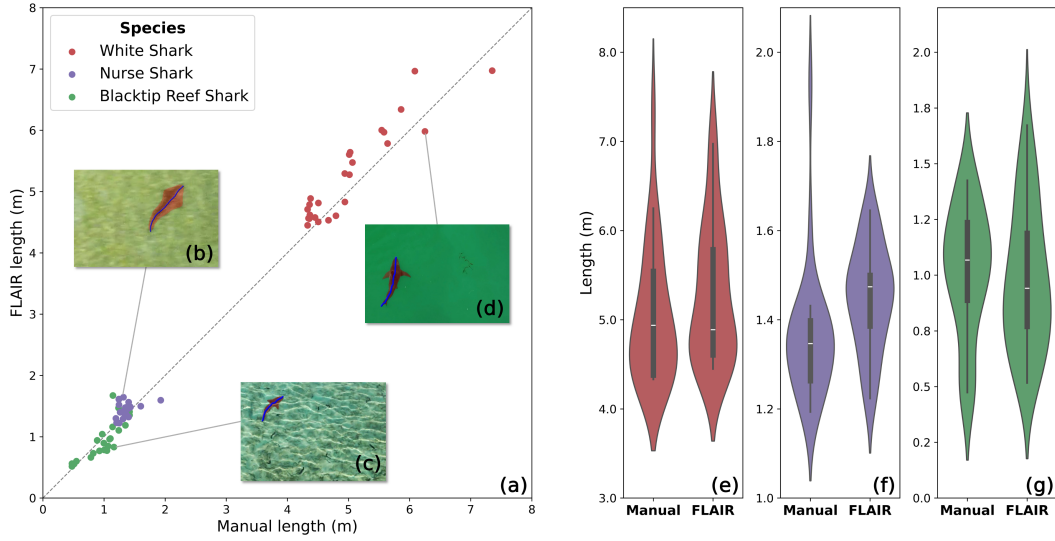 Species
White Shark
Nurse Shark
Blacktip Reef Shark
8
7
6
5
4
3
2
1
0
FLAIR length (m)
(b)
(d)
(c)
(a)
0 1 2 3 4 5 6 7 8
Manual length (m)
Length (m)
8.0
7.0
6.0
5.0
4.0
3.0
(e)
Manual FLAIR
2.0
1.8
1.6
1.4
1.2
1.0
(f)
Manual FLAIR
2.0
1.8
1.5
1.2
1.0
0.8
0.5
0.2
0.0
(g)
Manual FLAIR